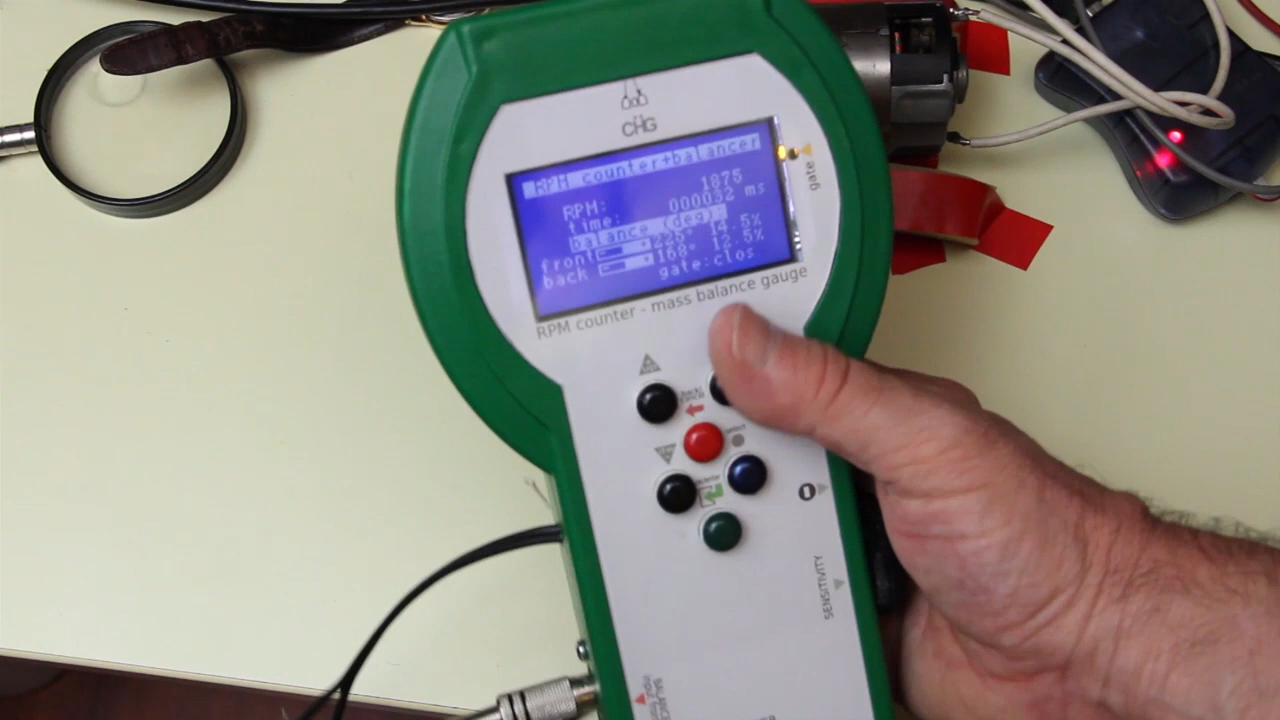 CHG
RPM counter+balancer
RPM: 1875
time: 000032 ms
balance (deg):
front 225° 14.5%
back 168° 12.5%
gate:clos
gate
RPM counter - mass balance gauge
select
SENSITIVITY